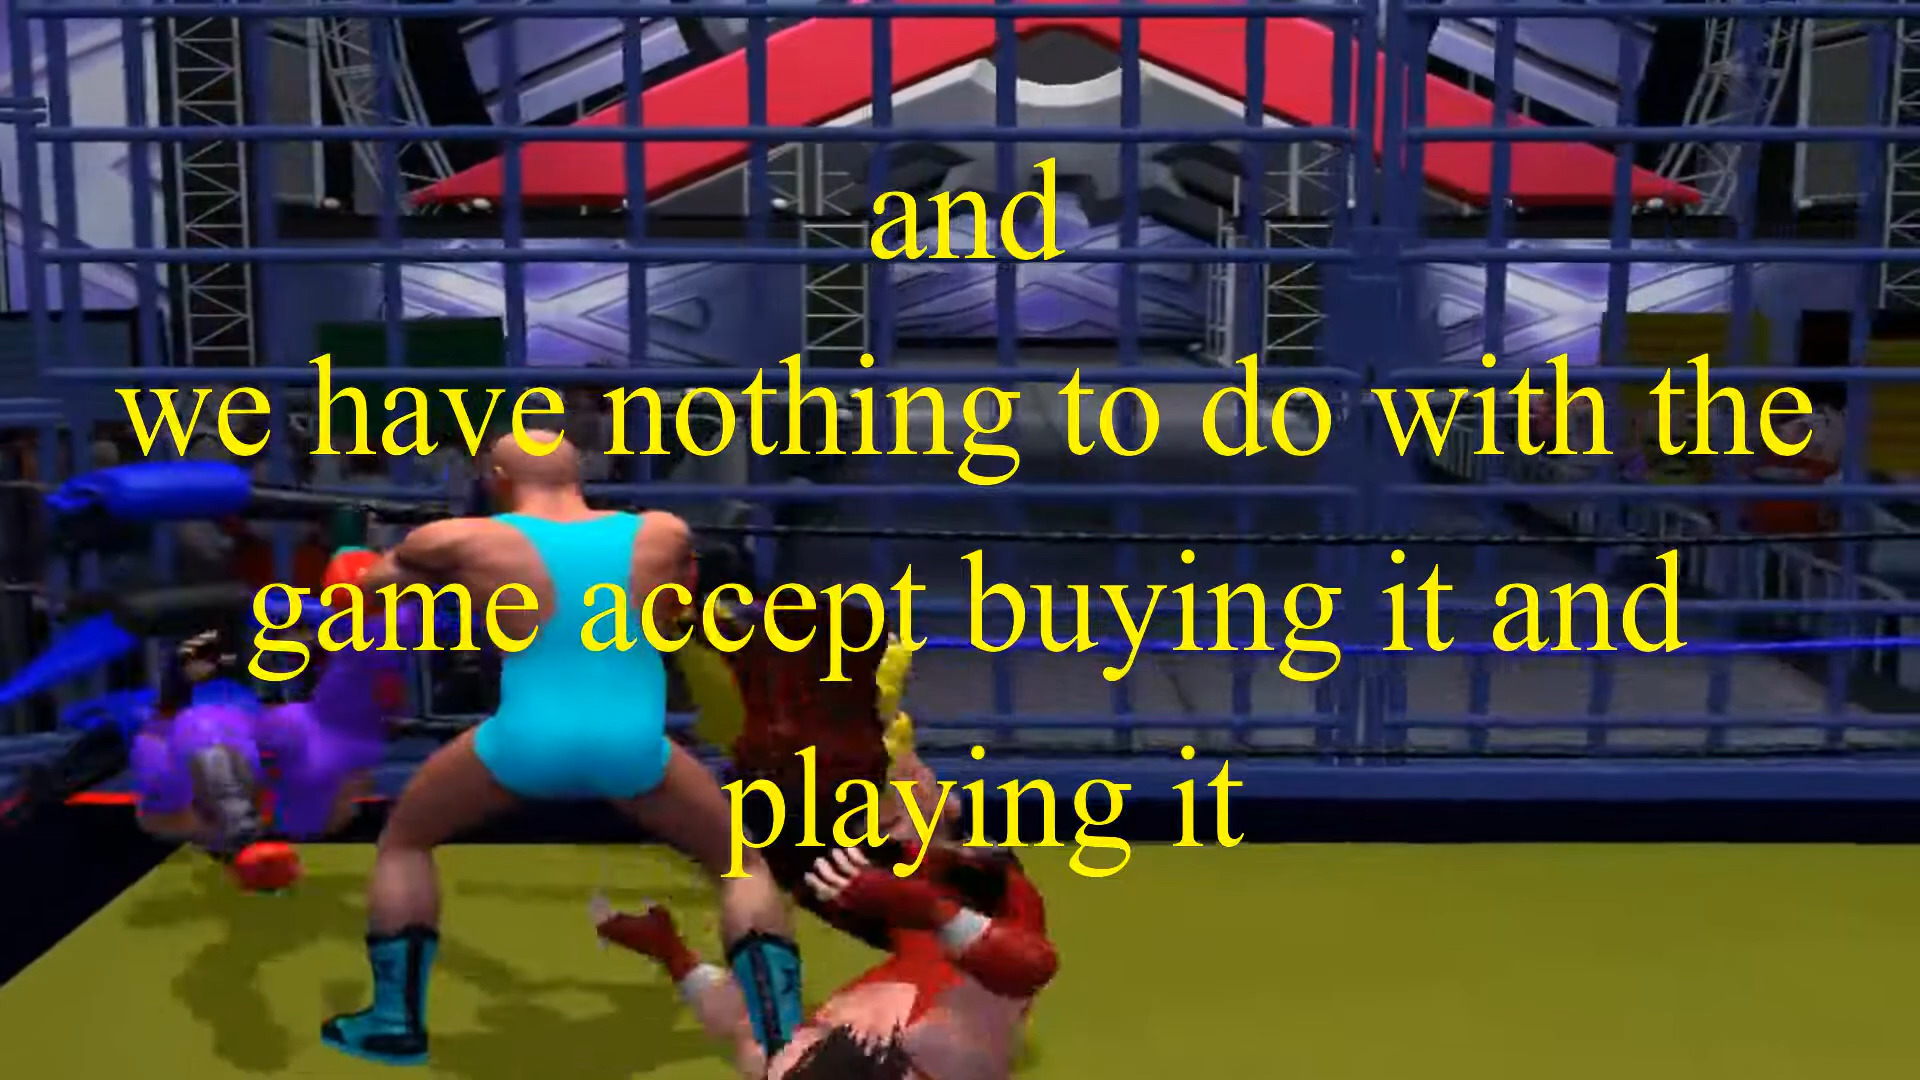 and
we have nothing to do with the
game accept buying it and
playing it